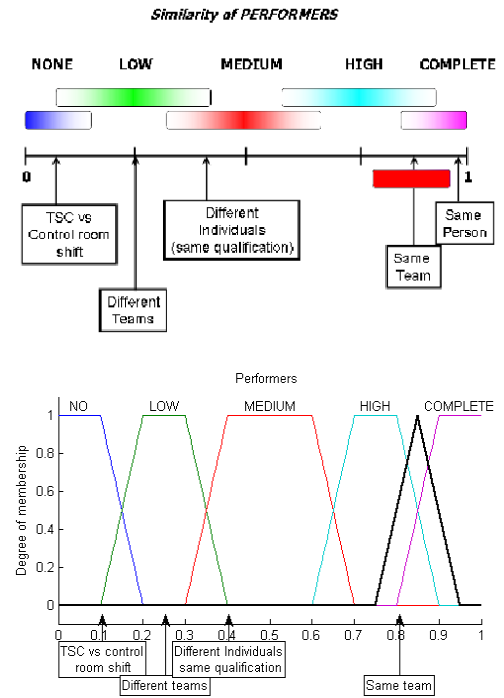 Similarity of PERFORMERS
NONE LOW MEDIUM HIGH COMPLETE
0 1
TSC vs
Control room
shift
Different
Individuals
(same qualification)
Same
Person
Same
Team
Different
Teams
Performers
NO LOW MEDIUM HIGH COMPLETE
Degree of membership
1
0.8
0.6
0.4
0.2
0
0 0.1 0.2 0.3 0.4 0.5 0.6 0.7 0.8 0.9 1
TSC vs control
room shift
Different Individuals
same qualification
Different teams
Same team